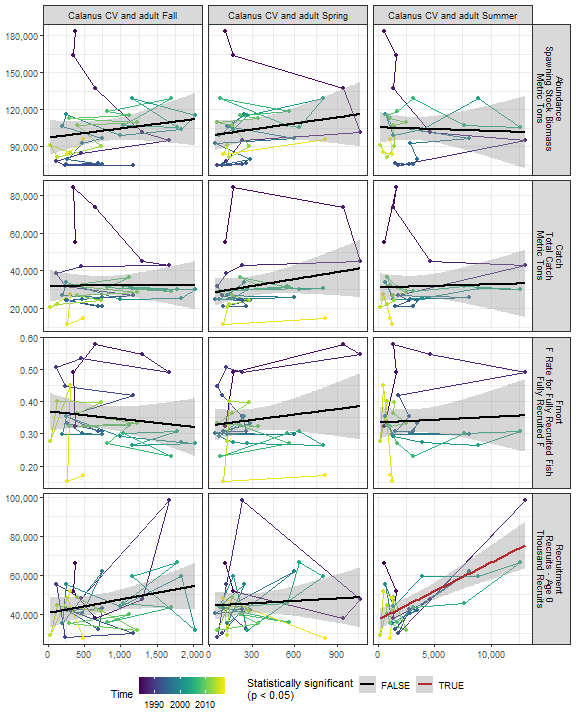 Calanus CV and adult Fall
Calanus CV and adult Spring
Calanus CV and adult Summer
180,000
150,000
120,000
90,000
Abundance
Spawning Stock Biomass
Metric Tons
80,000
60,000
40,000
20,000
Catch
Total Catch
Metric Tons
0.60
0.50
0.40
0.30
0.20
Fmort
F Rate for Fully Recruited Fish
Fully Recruited F
100,000
80,000
60,000
40,000
Recruitment
Recruits - Age 0
Thousand Recruits
0
500
1,000
1,500
2,000
0
300
600
900
0
5,000
10,000
Time
1990
2000
2010
Statistically significant
(p < 0.05)
FALSE
TRUE